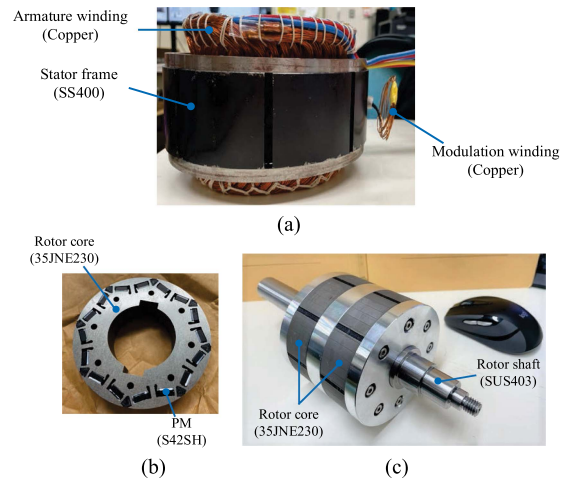 Armature winding
(Copper)
Stator frame
(SS400)
Modulation winding
(Copper)
(a)
Rotor core
(35JNE230)
PM
(S42SH)
(b)
Rotor shaft
(SUS403)
Rotor core
(35JNE230)
(c)